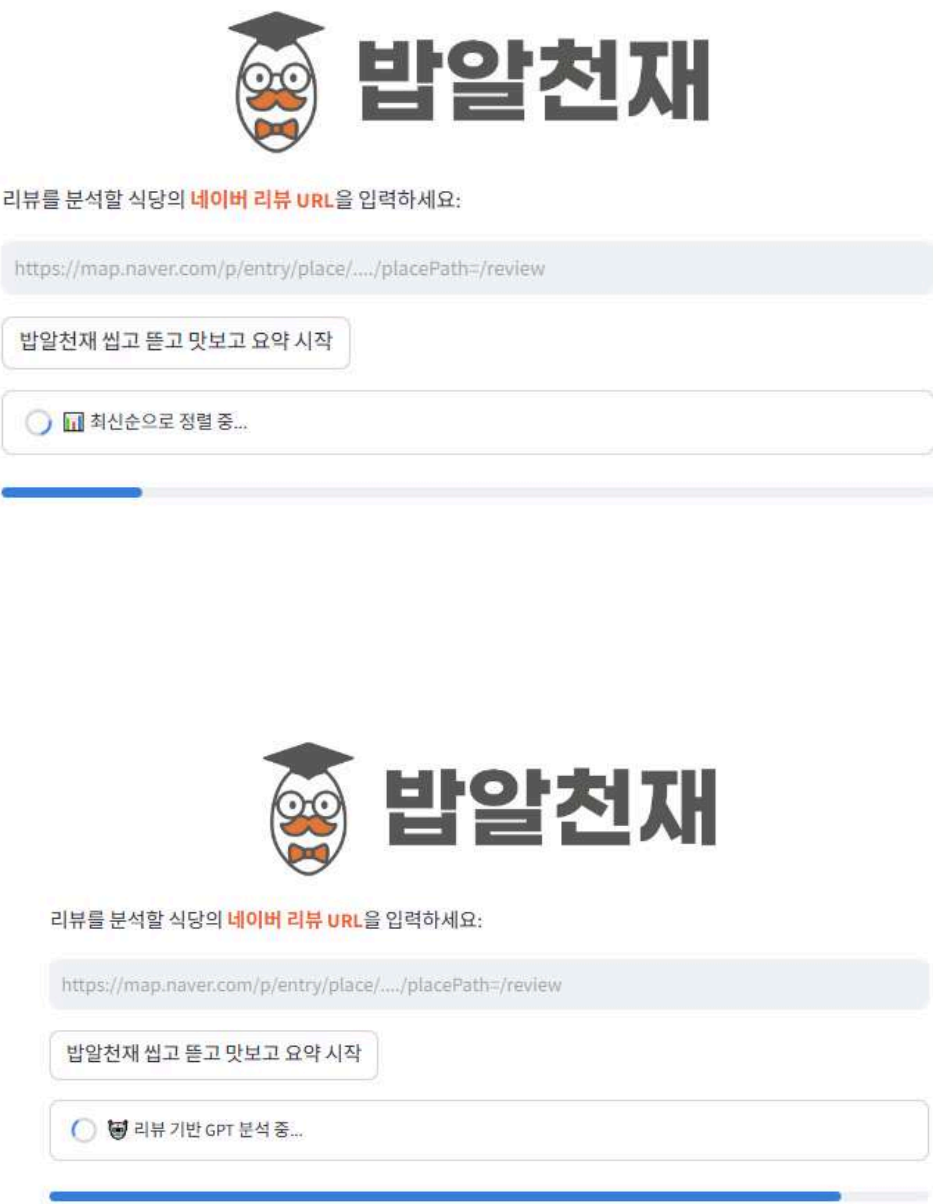 밥알천재
리뷰를 분석할 식당의 네이버 리뷰 URL을 입력하세요:
https://map.naver.com/p/entry/place/..../placePath=/review
밥알천재 씹고 뜯고 맛보고 요약 시작
📊 최신순으로 정렬 중...
밥알천재
리뷰를 분석할 식당의 네이버 리뷰 URL을 입력하세요:
https://map.naver.com/p/entry/place/..../placePath=/review
밥알천재 씹고 뜯고 맛보고 요약 시작
리뷰 기반 GPT 분석 중...